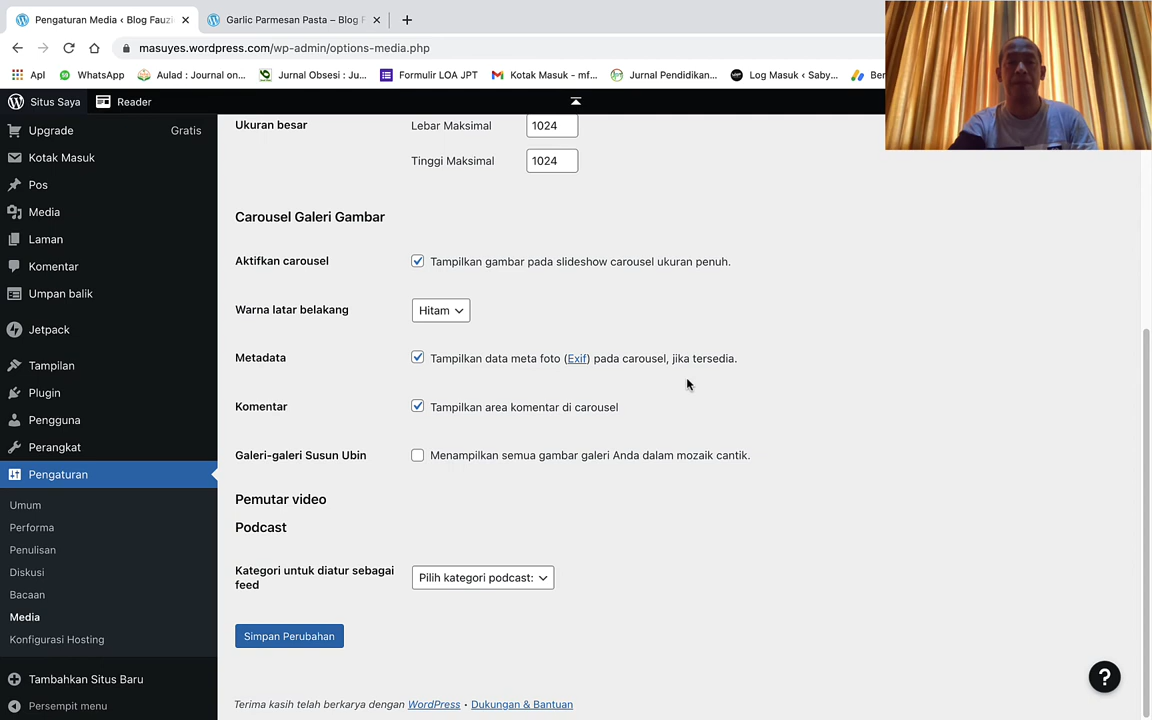 Pengaturan Media ‹ Blog Fauzi
Garlic Parmesan Pasta – Blog F
masuyes.wordpress.com/wp-admin/options-media.php
Apl
WhatsApp
Aulad : Journal on...
Jurnal Obsesi : Ju...
Formulir LOA JPT
Kotak Masuk - mf...
Jurnal Pendidikan...
Log Masuk ‹ Saby...
Ber
Situs Saya
Reader
Upgrade
Gratis
Kotak Masuk
Pos
Media
Laman
Komentar
Umpan balik
Jetpack
Tampilan
Plugin
Pengguna
Perangkat
Pengaturan
Umum
Performa
Penulisan
Diskusi
Bacaan
Media
Konfigurasi Hosting
Tambahkan Situs Baru
Persempit menu
Ukuran besar
Lebar Maksimal
1024
Tinggi Maksimal
1024
Carousel Galeri Gambar
Aktifkan carousel
Tampilkan gambar pada slideshow carousel ukuran penuh.
Warna latar belakang
Hitam
Metadata
Tampilkan data meta foto (Exif) pada carousel, jika tersedia.
Komentar
Tampilkan area komentar di carousel
Galeri-galeri Susun Ubin
Menampilkan semua gambar galeri Anda dalam mozaik cantik.
Pemutar video
Podcast
Kategori untuk diatur sebagai
feed
Pilih kategori podcast:
Simpan Perubahan
Terima kasih telah berkarya dengan WordPress • Dukungan & Bantuan
?